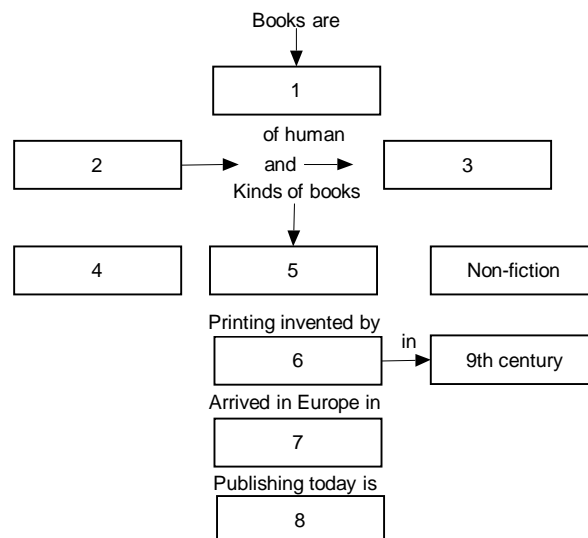 Books are
1
of human
2 and 3
Kinds of books
4 5 Non-fiction
Printing invented by
in
6 9th century
Arrived in Europe in
7
Publishing today is
8